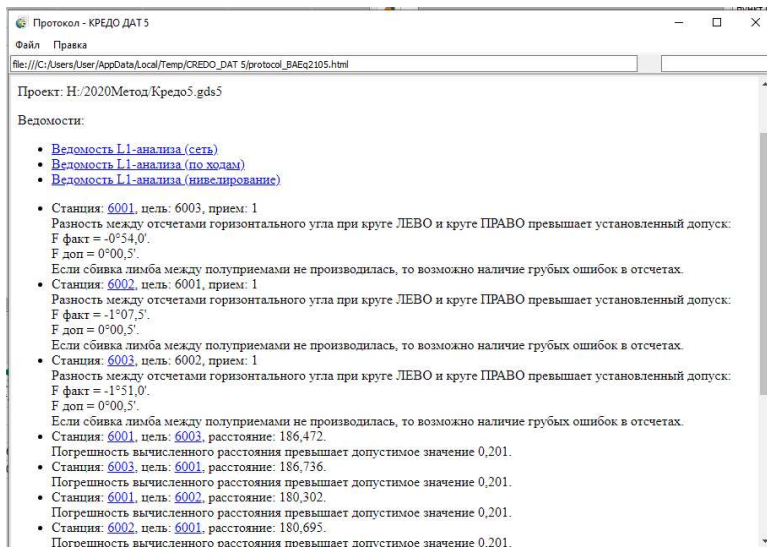 Протокол - КРЕДО ДАТ 5
Файл Правка
file:///C:/Users/User/AppData/Local/Temp/CREDO_DAT 5/protocol_BAEq2105.html
Проект: H:/2020Метод/Кредо5.gds5
Ведомости:
Ведомость L1-анализа (сеть)
Ведомость L1-анализа (по ходам)
Ведомость L1-анализа (нивелирование)
Станция: 6001, цель: 6003, прием: 1
Разность между отсчетами горизонтального угла при круге ЛЕВО и круге ПРАВО превышает установленный допуск:
F факт = -0°54,0'.
F доп = 0°00,5'.
Если сбивка лимба между полуприемами не производилась, то возможно наличие грубых ошибок в отсчетах.
Станция: 6002, цель: 6001, прием: 1
Разность между отсчетами горизонтального угла при круге ЛЕВО и круге ПРАВО превышает установленный допуск:
F факт = -1°07,5'.
F доп = 0°00,5'.
Если сбивка лимба между полуприемами не производилась, то возможно наличие грубых ошибок в отсчетах.
Станция: 6003, цель: 6002, прием: 1
Разность между отсчетами горизонтального угла при круге ЛЕВО и круге ПРАВО превышает установленный допуск:
F факт = -1°51,0'.
F доп = 0°00,5'.
Если сбивка лимба между полуприемами не производилась, то возможно наличие грубых ошибок в отсчетах.
Станция: 6001, цель: 6003, расстояние: 186,472.
Погрешность вычисленного расстояния превышает допустимое значение 0,201.
Станция: 6003, цель: 6001, расстояние: 186,736.
Погрешность вычисленного расстояния превышает допустимое значение 0,201.
Станция: 6001, цель: 6002, расстояние: 180,302.
Погрешность вычисленного расстояния превышает допустимое значение 0,201.
Станция: 6002, цель: 6001, расстояние: 180,695.
Погрешность вычисленного расстояния превышает допустимое значение 0,201.